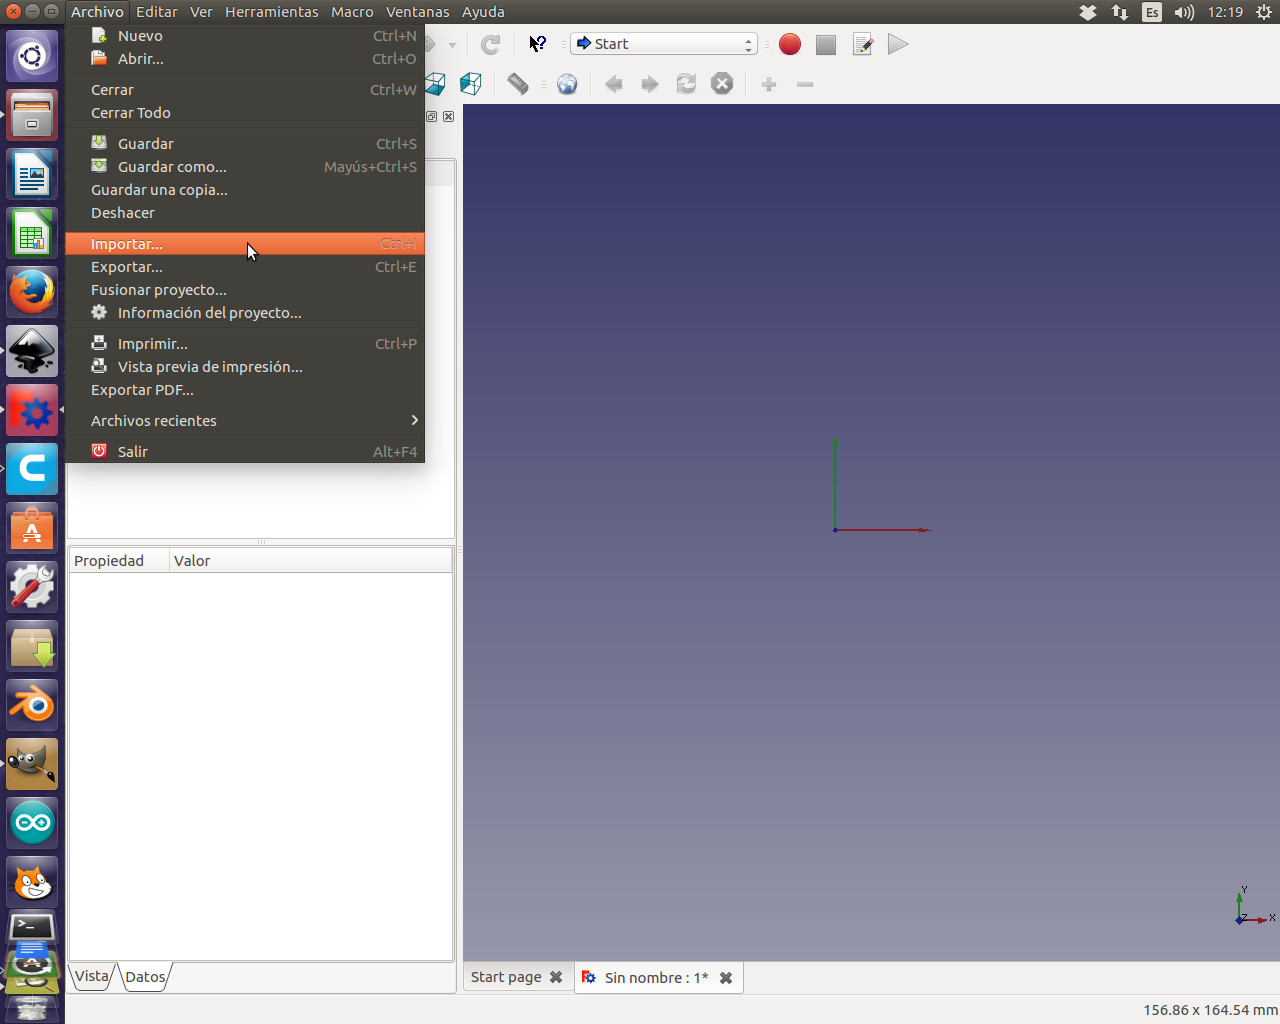 Archivo Editar Ver Herramientas Macro Ventanas Ayuda Es 12:19
Nuevo Ctrl+N
Abrir... Ctrl+O
Cerrar Ctrl+W
Cerrar Todo
Guardar Ctrl+S
Guardar como... Mayús+Ctrl+S
Guardar una copia...
Deshacer
Importar... Ctrl+I
Exportar... Ctrl+E
Fusionar proyecto...
Información del proyecto...
Imprimir... Ctrl+P
Vista previa de impresión...
Exportar PDF...
Archivos recientes
Salir Alt+F4
Start
Propiedad Valor
Y
Z X
Vista Datos
Start page Sin nombre : 1*
156.86 x 164.54 mm